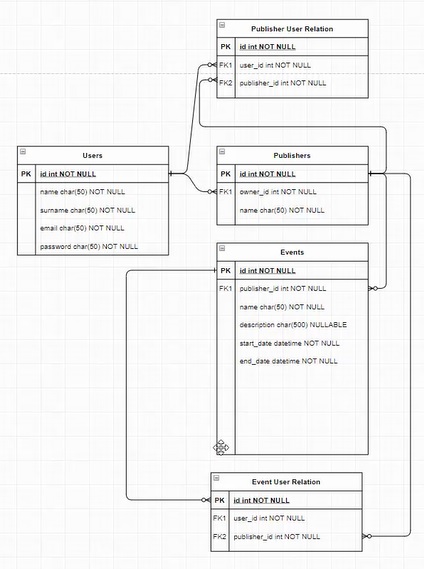 Publisher User Relation
PK id int NOT NULL
FK1 user_id int NOT NULL
FK2 publisher_id int NOT NULL
Users
PK id int NOT NULL
name char(50) NOT NULL
surname char(50) NOT NULL
email char(50) NOT NULL
password char(50) NOT NULL
Publishers
PK id int NOT NULL
FK1 owner_id int NOT NULL
name char(50) NOT NULL
Events
PK id int NOT NULL
FK1 publisher_id int NOT NULL
name char(50) NOT NULL
description char(500) NULLABLE
start_date datetime NOT NULL
end_date datetime NOT NULL
Event User Relation
PK id int NOT NULL
FK1 user_id int NOT NULL
FK2 publisher_id int NOT NULL